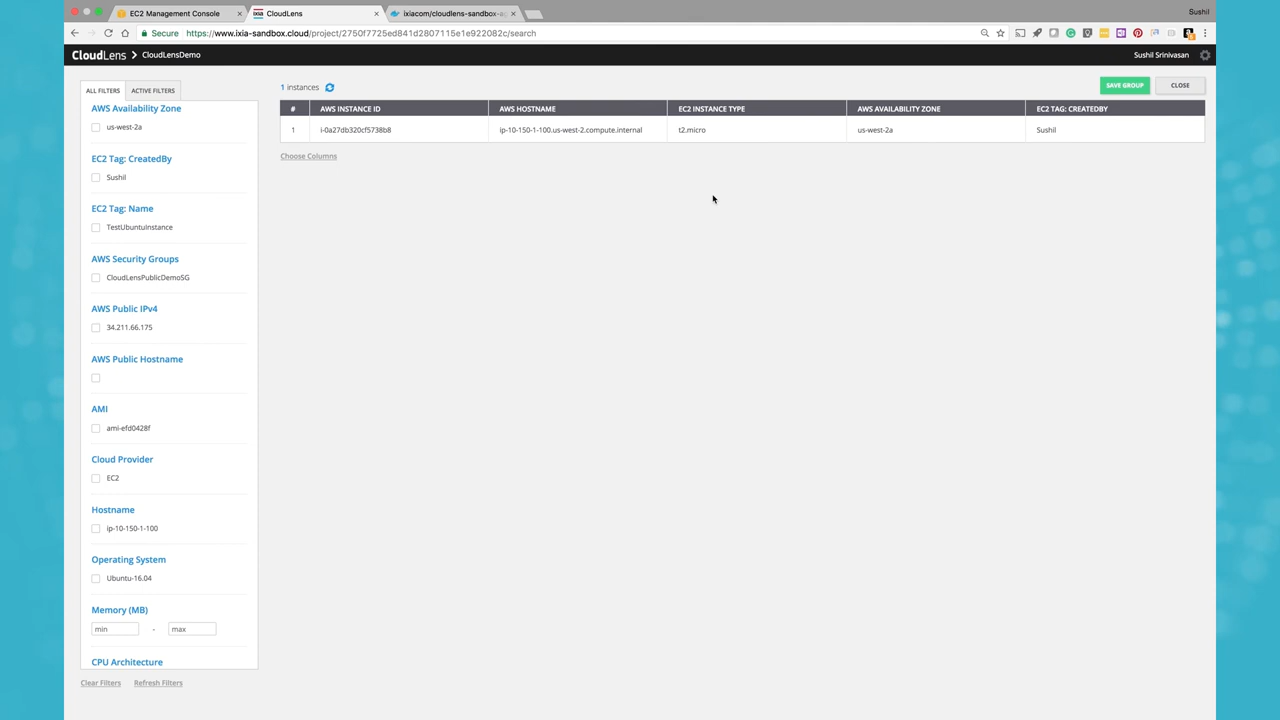 EC2 Management Console
CloudLens
ixiacom/cloudlens-sandbox-a
Sushil
Secure
https://www.ixia-sandbox.cloud/project/2750f7725ed841d2807115e1e922082c/search
CloudLens > CloudLensDemo
Sushil Srinivasan
ALL FILTERS
ACTIVE FILTERS
1 instances
SAVE GROUP
CLOSE
# AWS INSTANCE ID AWS HOSTNAME EC2 INSTANCE TYPE AWS AVAILABILITY ZONE EC2 TAG: CREATEDBY
1 i-0a27db320cf5738b8 ip-10-150-1-100.us-west-2.compute.internal t2.micro us-west-2a Sushil
Choose Columns
AWS Availability Zone
us-west-2a
EC2 Tag: CreatedBy
Sushil
EC2 Tag: Name
TestUbuntuInstance
AWS Security Groups
CloudLensPublicDemoSG
AWS Public IPv4
34.211.66.175
AWS Public Hostname
AMI
ami-efd0428f
Cloud Provider
EC2
Hostname
ip-10-150-1-100
Operating System
Ubuntu-16.04
Memory (MB)
min - max
CPU Architecture
Clear Filters
Refresh Filters